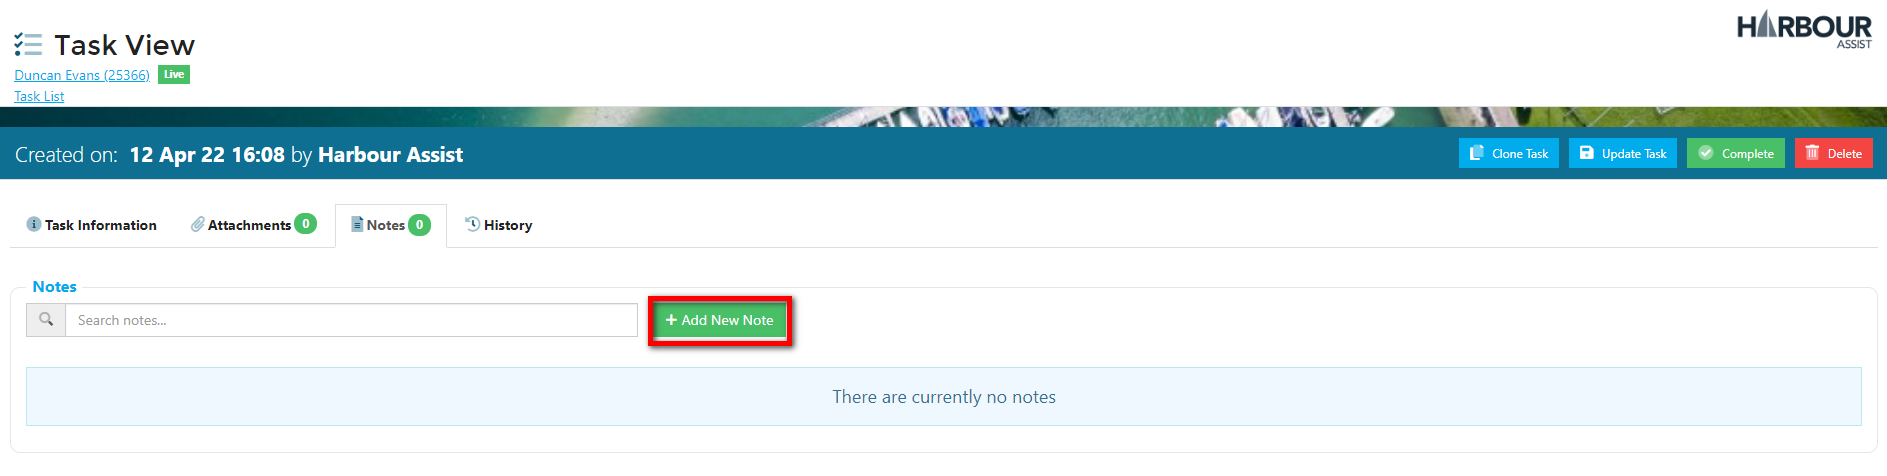 HARBOUR
ASSIST
Task View
Duncan Evans (25366) Live
Task List
Created on: 12 Apr 22 16:08 by Harbour Assist
Clone Task Update Task Complete Delete
Task Information Attachments 0 Notes 0 History
Notes
Search notes... + Add New Note
There are currently no notes